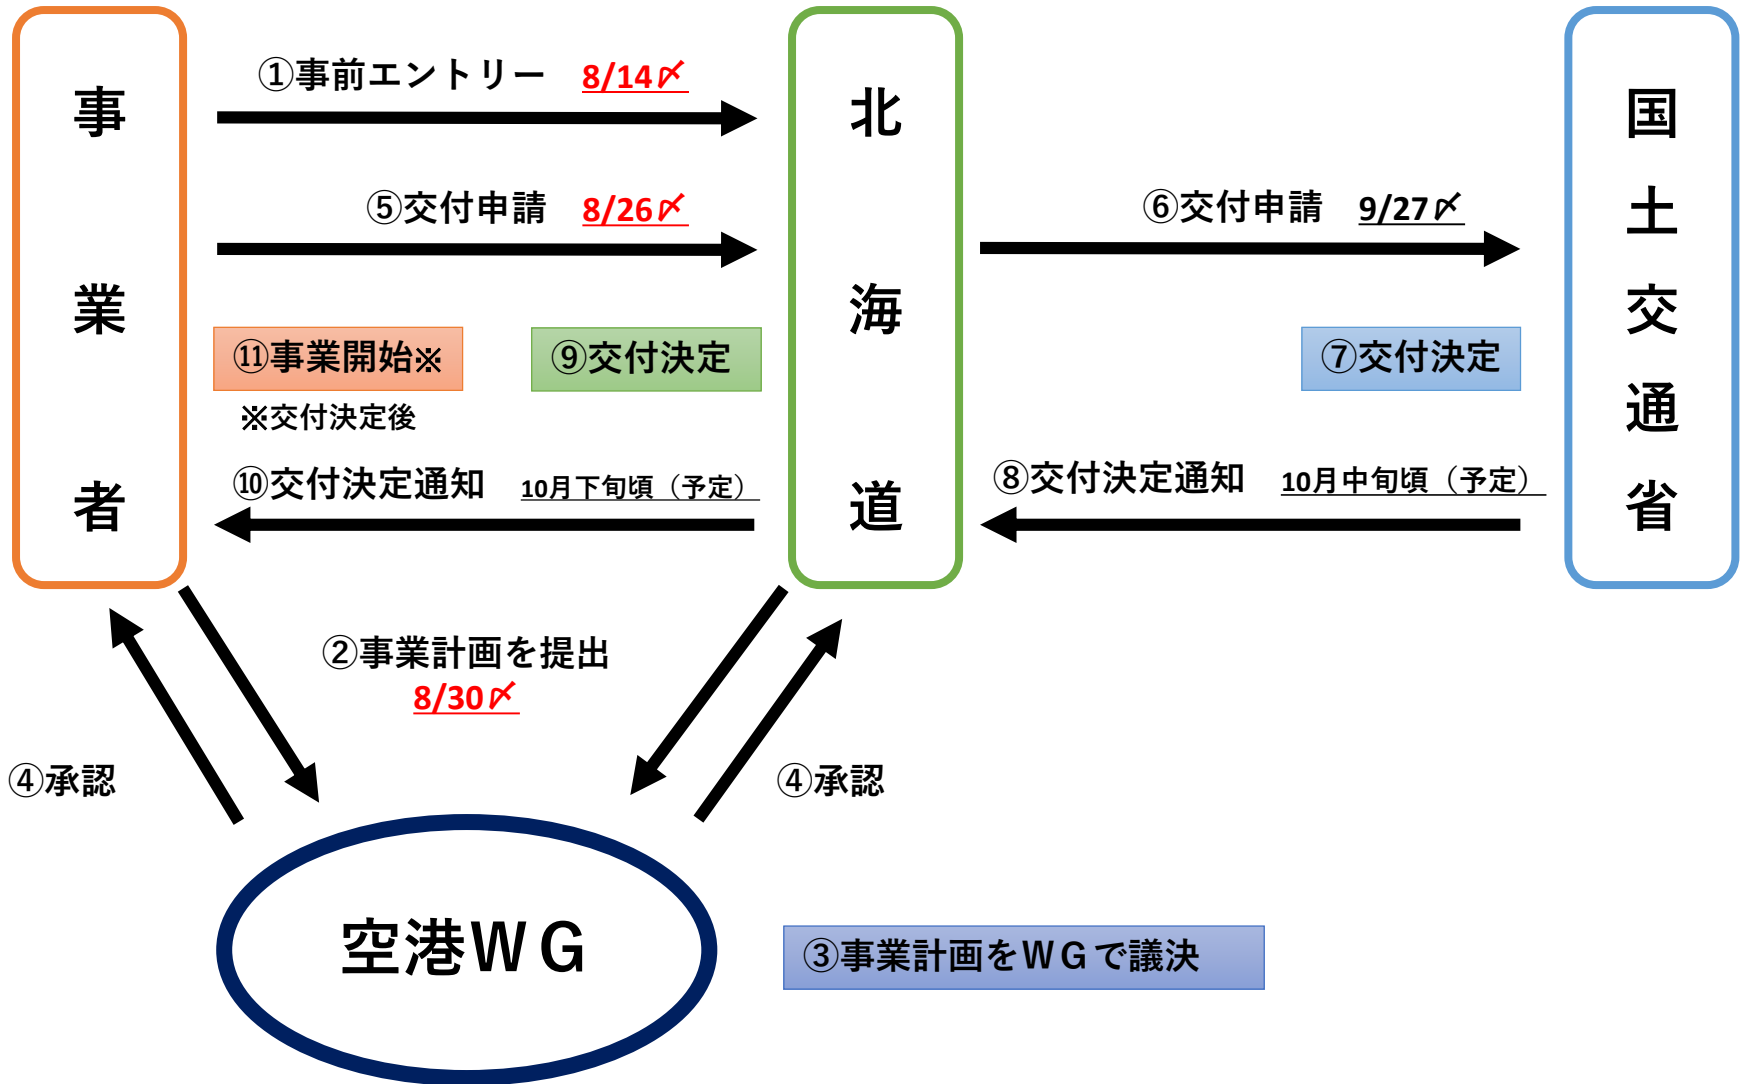 事業者
北海道
国土交通省
①事前エントリー 8/14〆
⑤交付申請 8/26〆
⑥交付申請 9/27〆
⑪事業開始※
※交付決定後
⑨交付決定
⑦交付決定
⑩交付決定通知 10月下旬頃（予定）
⑧交付決定通知 10月中旬頃（予定）
②事業計画を提出
8/30〆
④承認
④承認
空港ＷＧ
③事業計画をＷＧで議決